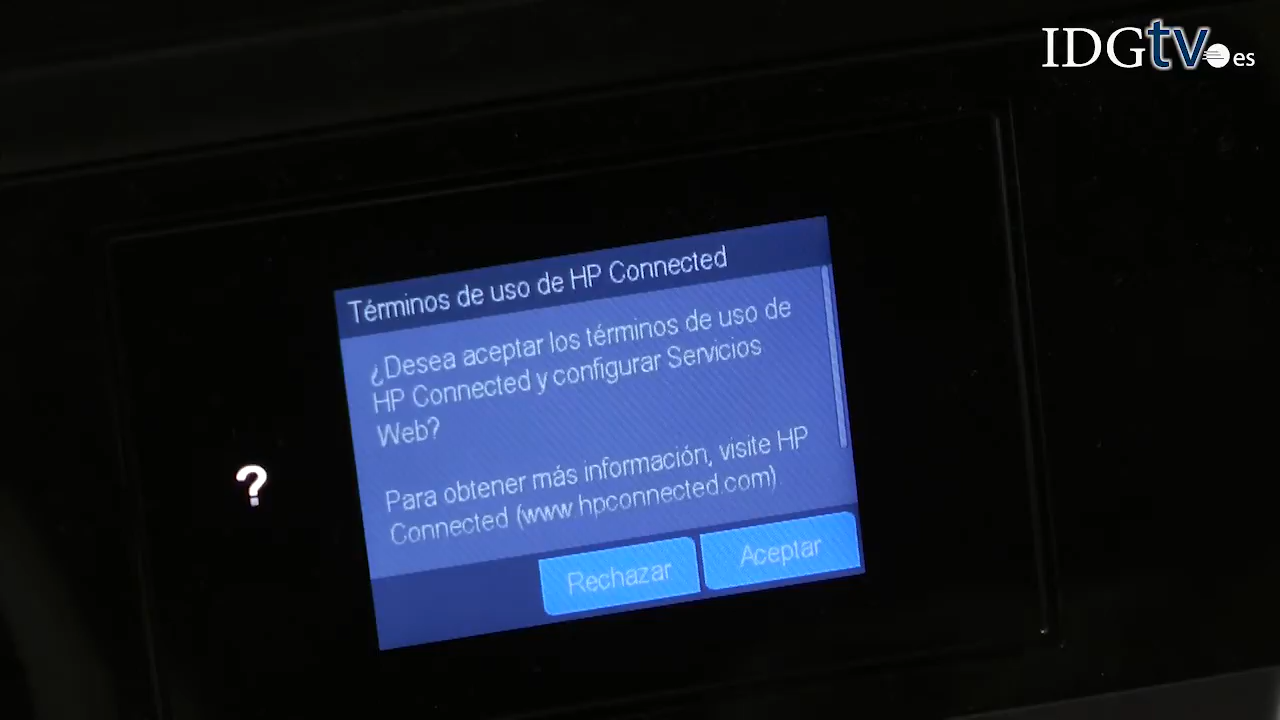 IDGtv.es
Términos de uso de HP Connected
¿Desea aceptar los términos de uso de
HP Connected y configurar Servicios
Web?
Para obtener más información, visite HP
Connected (www.hpconnected.com)
?
Rechazar
Aceptar